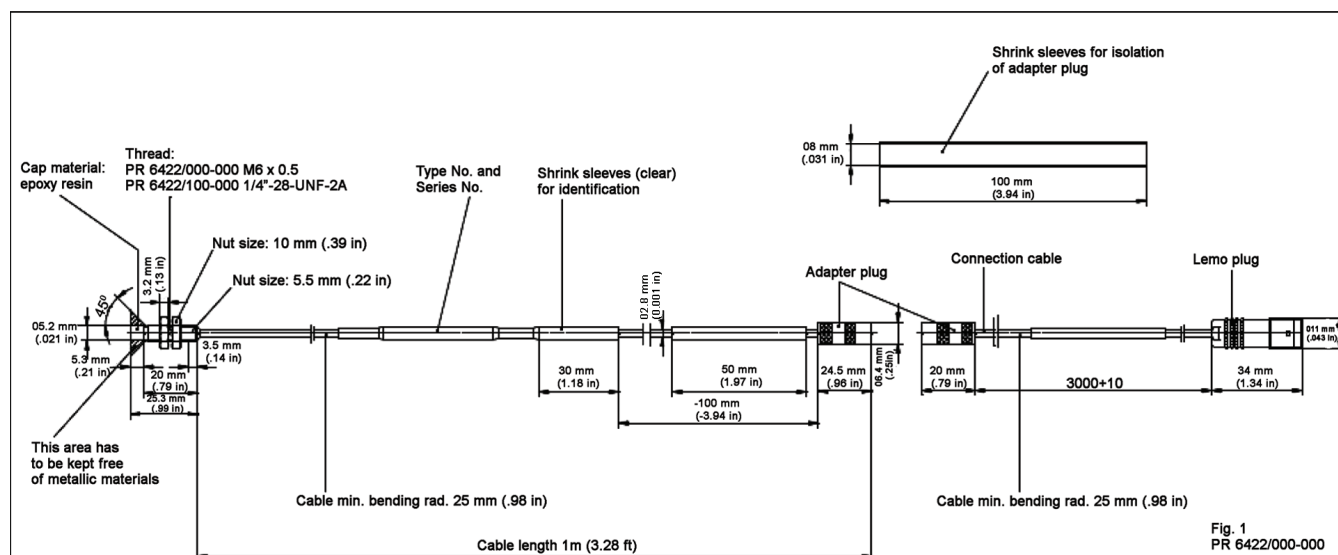 Shrink sleeves for isolation
of adapter plug
08 mm
(.031 in)
100 mm
(3.94 in)
Cap material:
epoxy resin
Thread:
PR 6422/000-000 M6 x 0.5
PR 6422/100-000 1/4"-28-UNF-2A
Type No. and
Series No.
Shrink sleeves (clear)
for identification
Nut size: 10 mm (.39 in)
Nut size: 5.5 mm (.22 in)
3.2 mm
(.13 in)
45⁰
05.2 mm
(.021 in)
5.3 mm
(.21 in)
3.5 mm
(.14 in)
20 mm
(.79 in)
25.3 mm
(.99 in)
02.8 mm
(0.001 in)
Adapter plug
Connection cable
Lemo plug
30 mm
(1.18 in)
50 mm
(1.97 in)
24.5 mm
(.96 in)
06.4 mm
(.25in)
20 mm
(.79 in)
3000+10
011 mm
(.043 in)
34 mm
(1.34 in)
-100 mm
(-3.94 in)
This area has
to be kept free
of metallic materials
Cable min. bending rad. 25 mm (.98 in)
Cable min. bending rad. 25 mm (.98 in)
Cable length 1m (3.28 ft)
Fig. 1
PR 6422/000-000